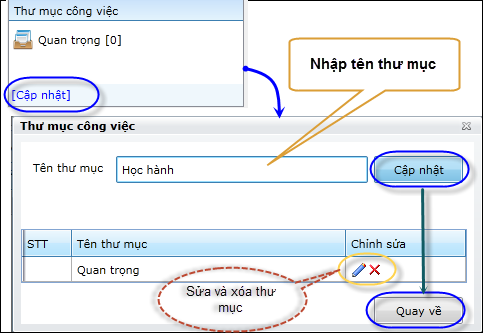 Thư mục công việc
Quan trọng [0]
[Cập nhật]
Nhập tên thư mục
Thư mục công việc
Tên thư mục
Học hành
Cập nhật
STT
Tên thư mục
Chỉnh sửa
Quan trọng
Sửa và xóa thư
mục
Quay về